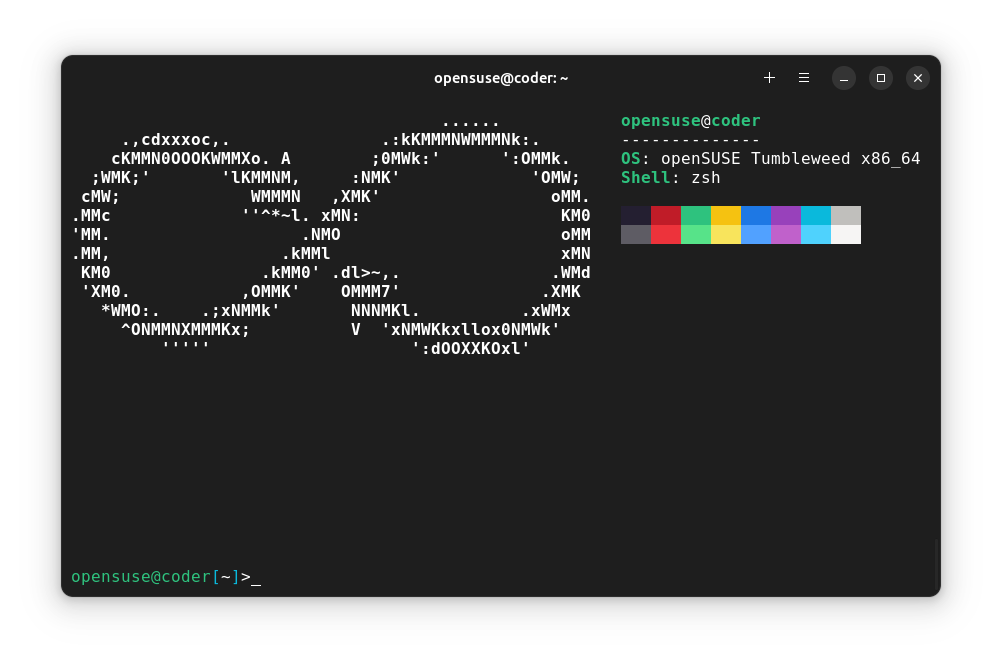 opensuse@coder: ~
                                     ......
     .,cdxxxoc,.               .:kKMMMNWMMMNk:.
    cKMMN0OOOKWMMXo. A        ;0MWk:'      ':OMMk.
  ;WMK;'       'lKMMNM,     :NMK'             'OMW;
 cMW;             WMMMN   ,XMK'                 oMM.
.MMc             ''^*~l. xMN:                    KM0
'MM.                   .NMO                      oMM
.MM,                 .kMMl                       xMN
 KM0               .kMM0' .dl>~,.               .WMd
 'XM0.           ,OMMK'    OMMM7'              .XMK
   *WMO:.    .;xNMMk'       NNNMKl.          .xWMx
     ^ONMMNXMMMKx;          V  'xNMWKkxllox0NMWk'
         '''''                    ':dOOXXKOxl'
opensuse@coder
--------------
OS: openSUSE Tumbleweed x86_64
Shell: zsh
opensuse@coder[~]>_